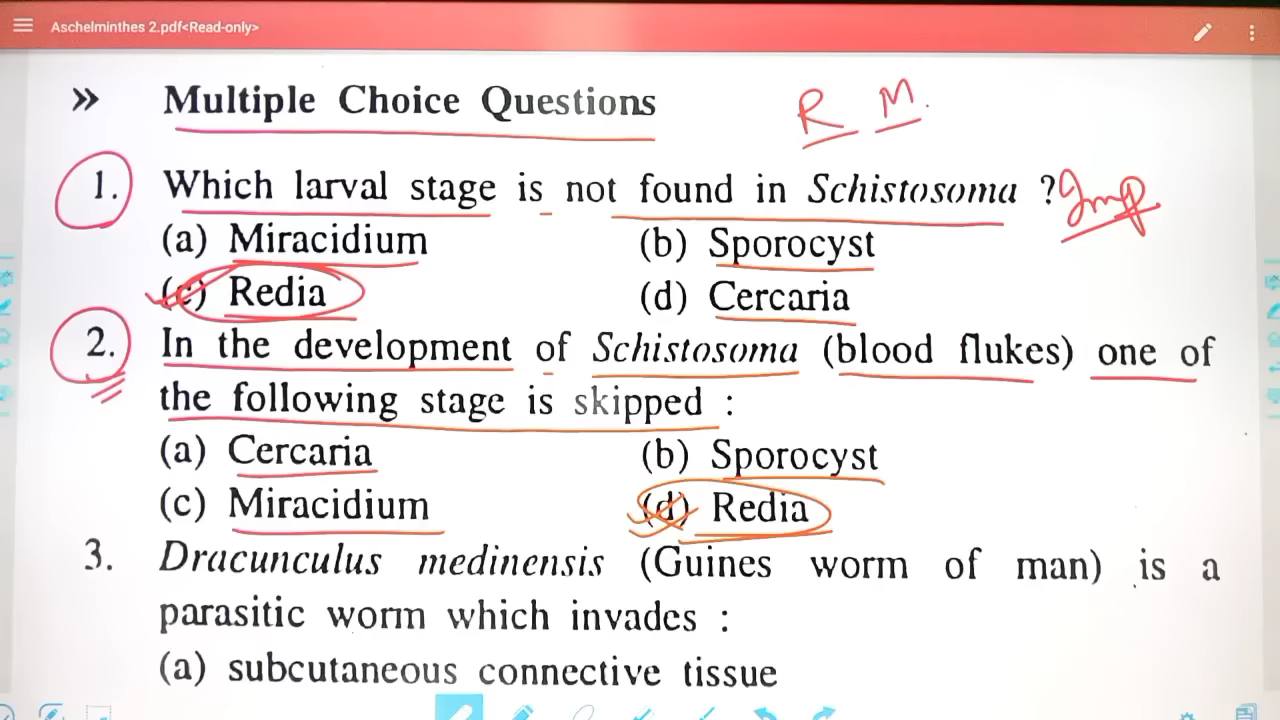 Aschelminthes 2.pdf<Read-only>
» Multiple Choice Questions R M
1. Which larval stage is not found in Schistosoma ? Imp
(a) Miracidium (b) Sporocyst
(c) Redia (d) Cercaria
2. In the development of Schistosoma (blood flukes) one of
the following stage is skipped :
(a) Cercaria (b) Sporocyst
(c) Miracidium (d) Redia
3. Dracunculus medinensis (Guines worm of man) is a
parasitic worm which invades :
(a) subcutaneous connective tissue